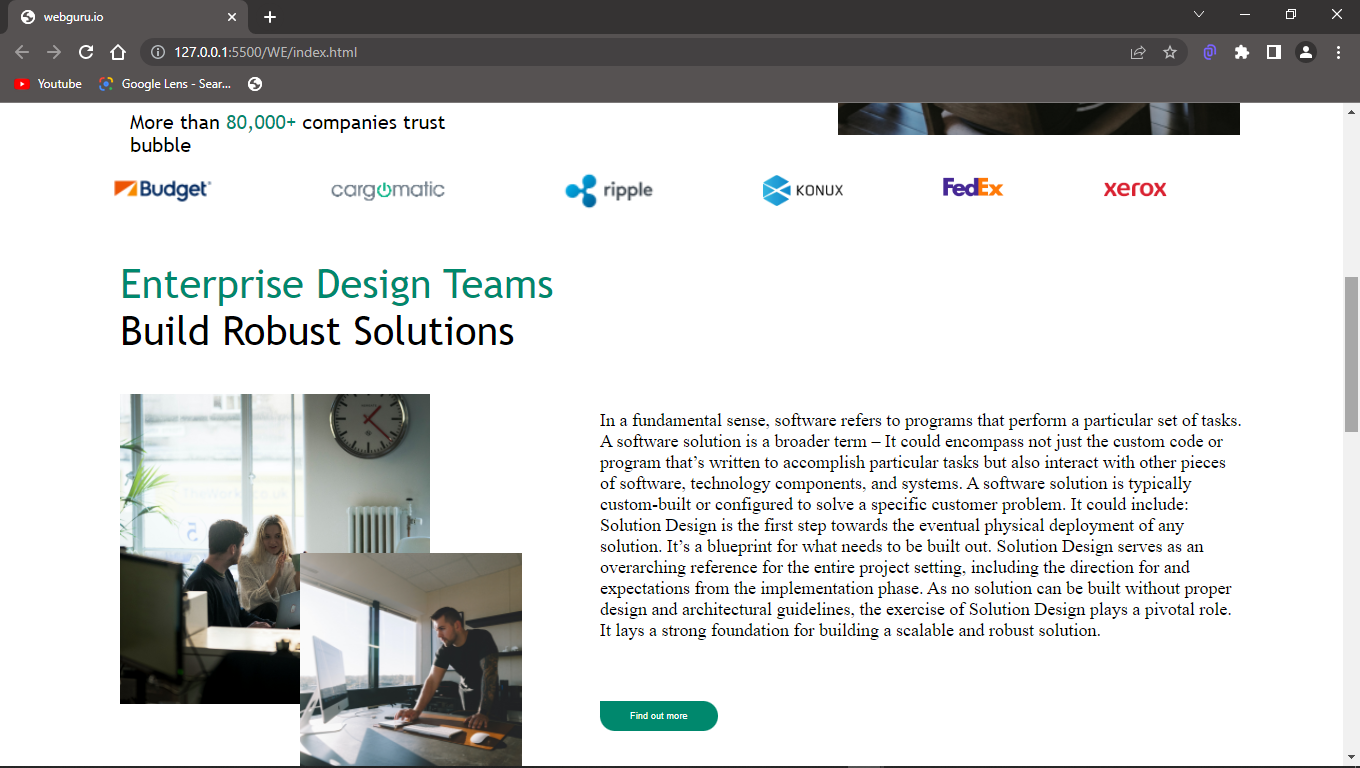 webguru.io
127.0.0.1:5500/WE/index.html
Youtube
Google Lens - Sear...
More than 80,000+ companies trust
bubble
Budget
cargomatic
ripple
KONUX
FedEx
xerox
Enterprise Design Teams
Build Robust Solutions
In a fundamental sense, software refers to programs that perform a particular set of tasks.
A software solution is a broader term – It could encompass not just the custom code or
program that’s written to accomplish particular tasks but also interact with other pieces
of software, technology components, and systems. A software solution is typically
custom-built or configured to solve a specific customer problem. It could include:
Solution Design is the first step towards the eventual physical deployment of any
solution. It’s a blueprint for what needs to be built out. Solution Design serves as an
overarching reference for the entire project setting, including the direction for and
expectations from the implementation phase. As no solution can be built without proper
design and architectural guidelines, the exercise of Solution Design plays a pivotal role.
It lays a strong foundation for building a scalable and robust solution.
Find out more